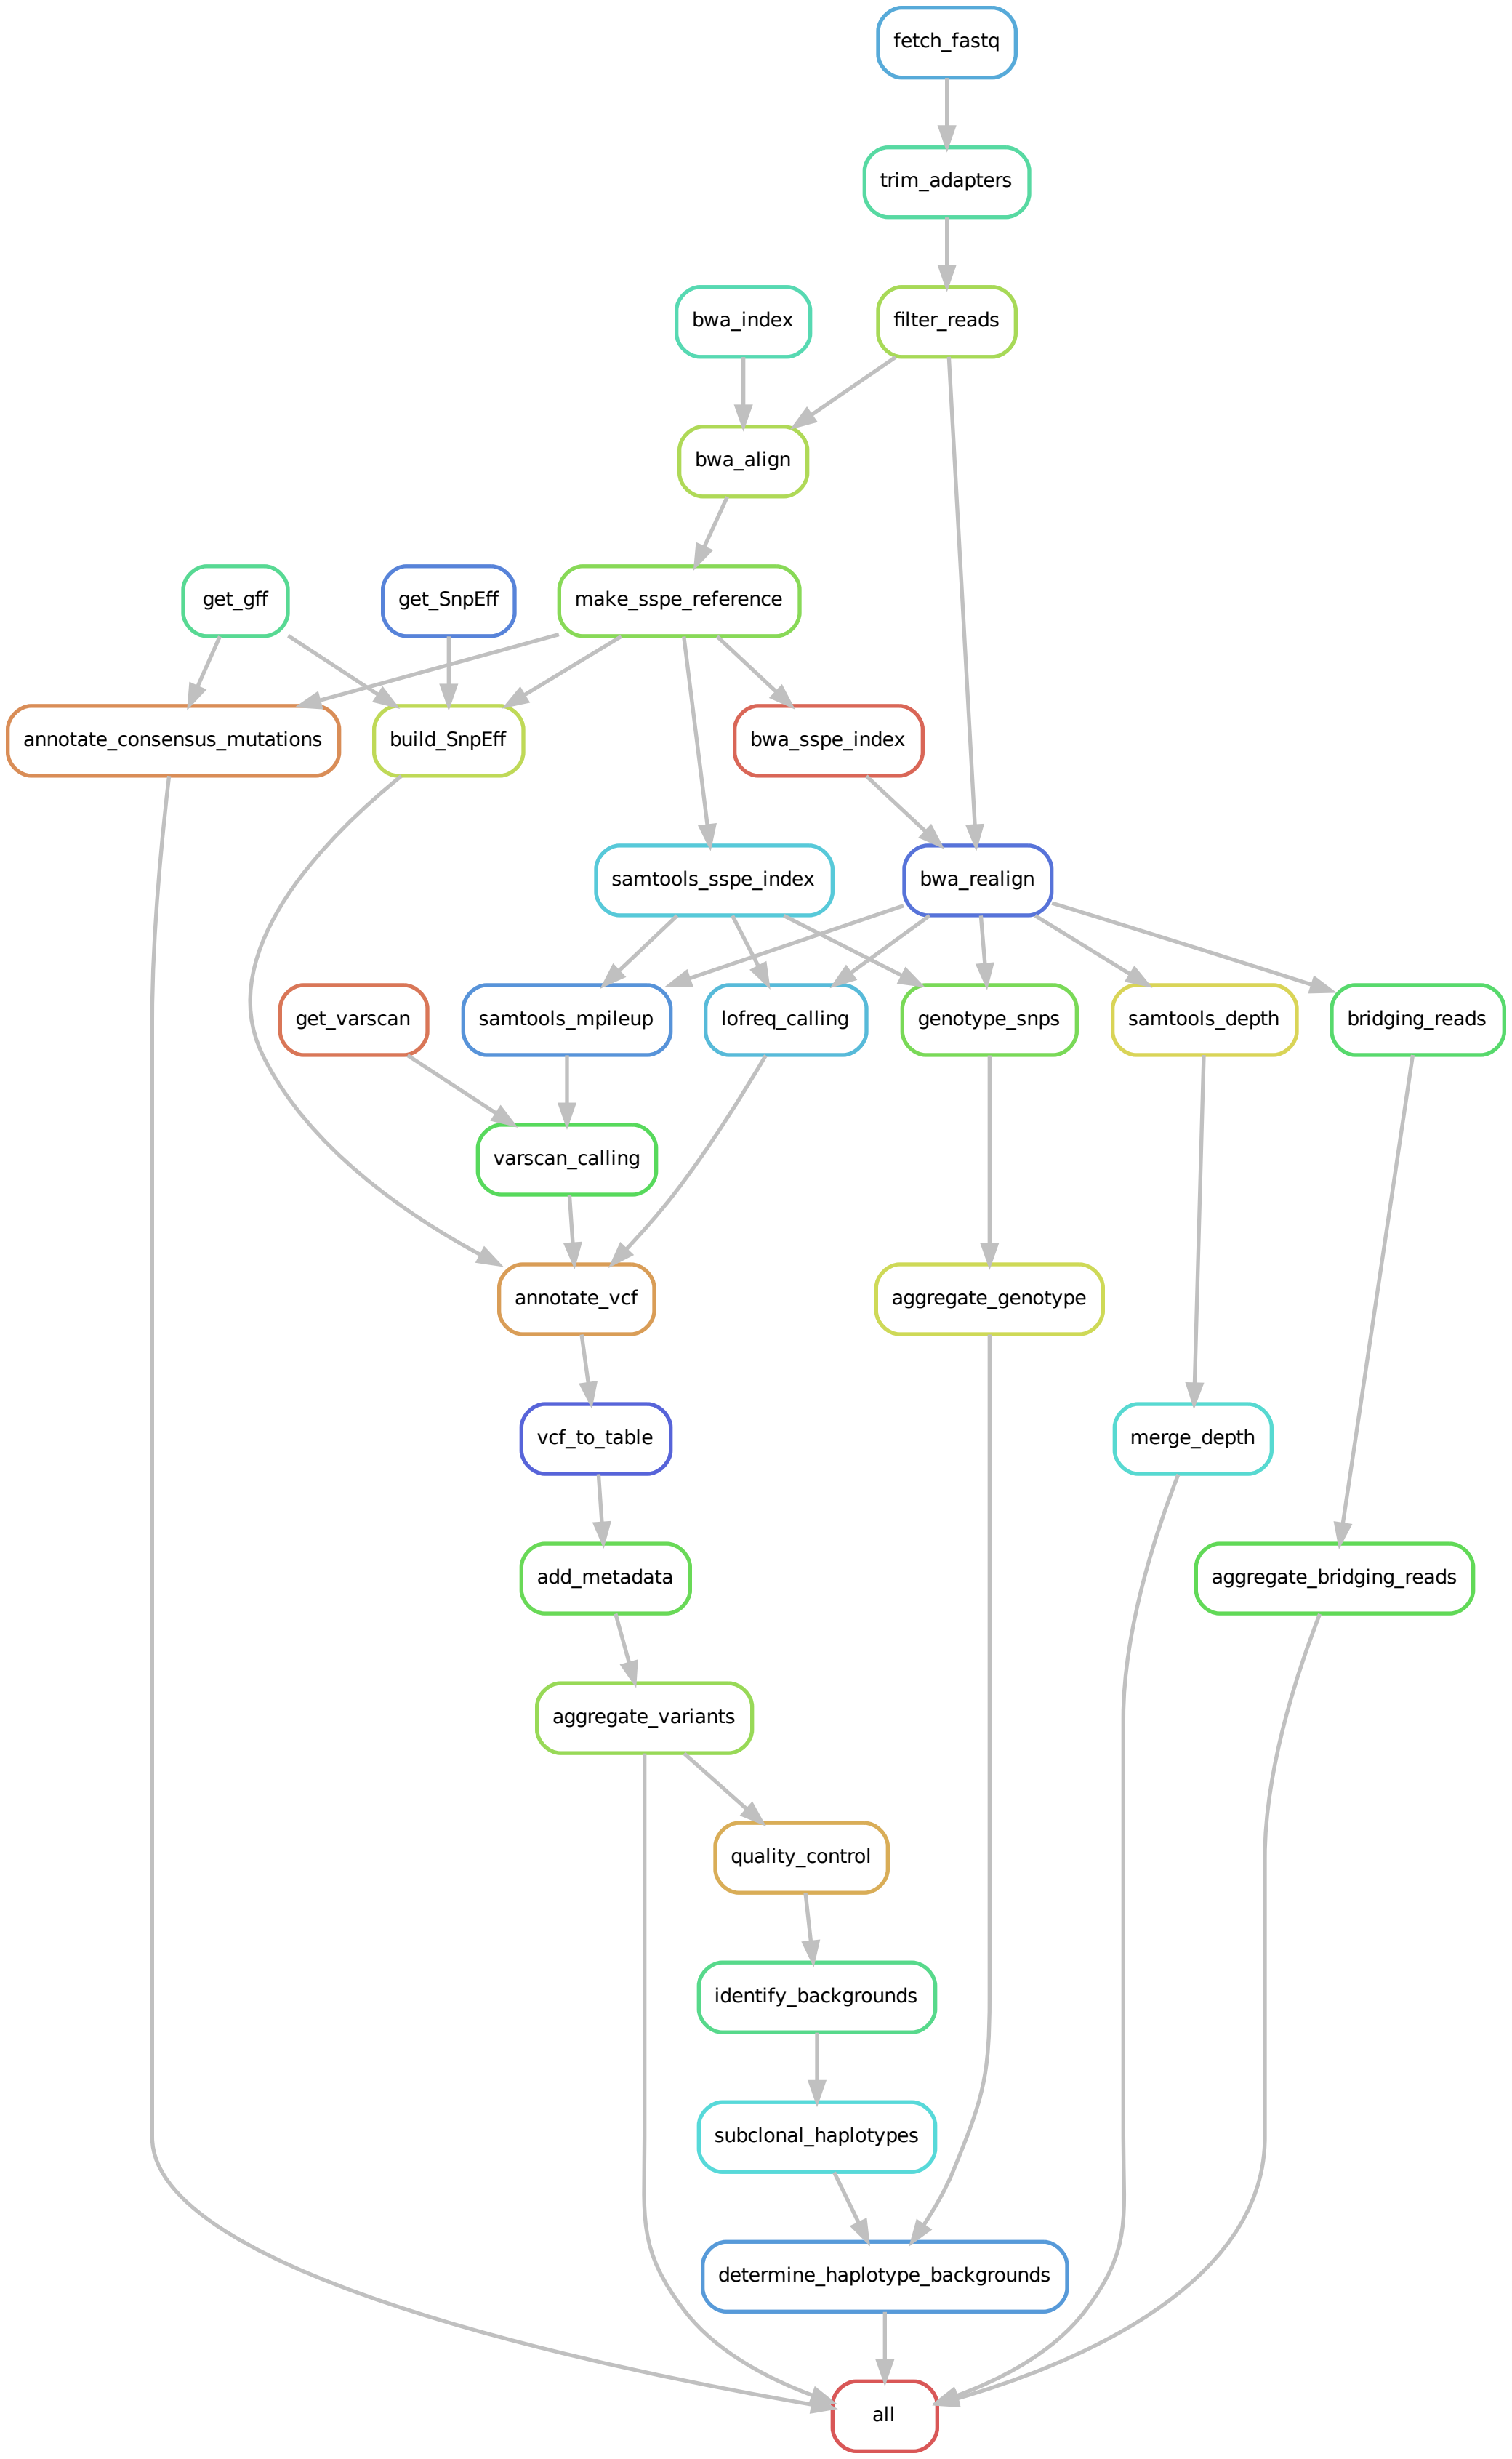 fetch_fastq
trim_adapters
bwa_index
filter_reads
bwa_align
get_gff
get_SnpEff
make_sspe_reference
annotate_consensus_mutations
build_SnpEff
bwa_sspe_index
samtools_sspe_index
bwa_realign
get_varscan
samtools_mpileup
lofreq_calling
genotype_snps
samtools_depth
bridging_reads
varscan_calling
annotate_vcf
aggregate_genotype
vcf_to_table
merge_depth
add_metadata
aggregate_bridging_reads
aggregate_variants
quality_control
identify_backgrounds
subclonal_haplotypes
determine_haplotype_backgrounds
all